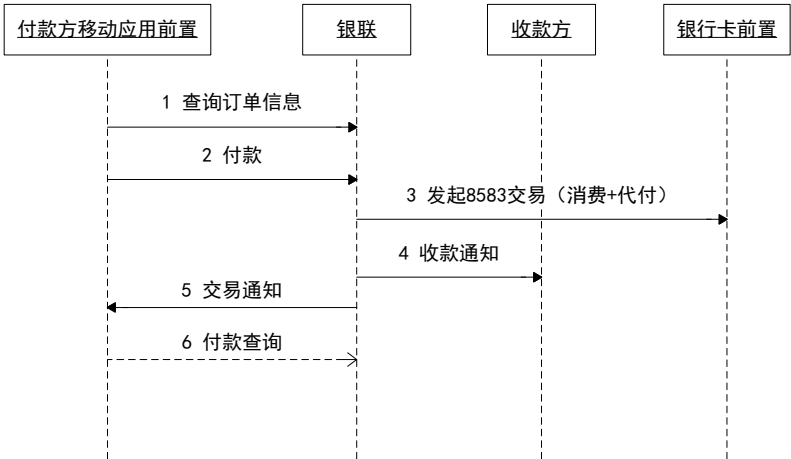 付款方移动应用前置
银联
收款方
银行卡前置
1 查询订单信息
2 付款
3 发起8583交易（消费+代付）
4 收款通知
5 交易通知
6 付款查询